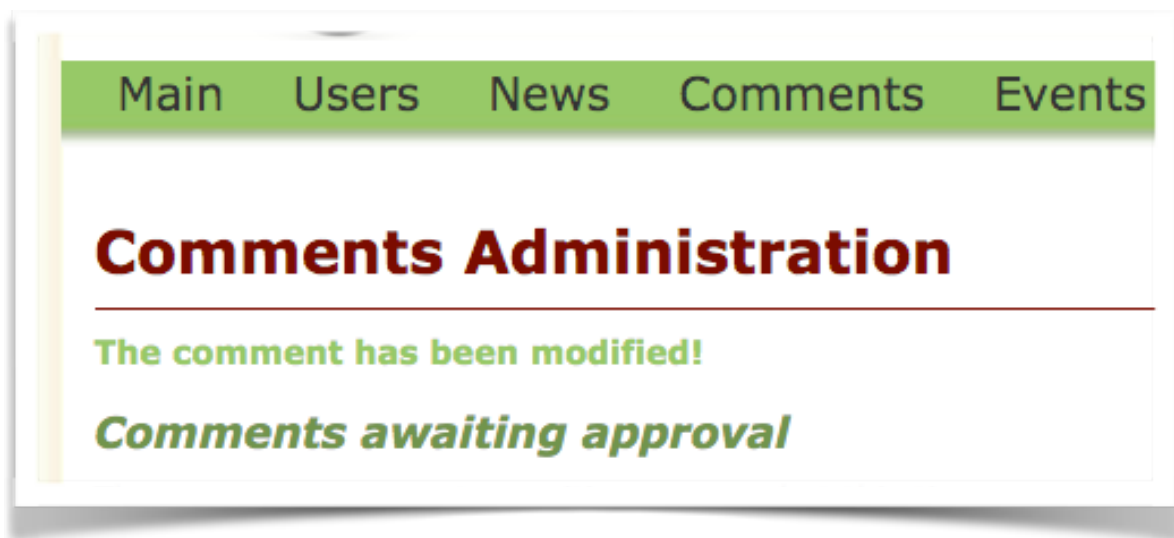 Main Users News Comments Events
Comments Administration
The comment has been modified!
Comments awaiting approval